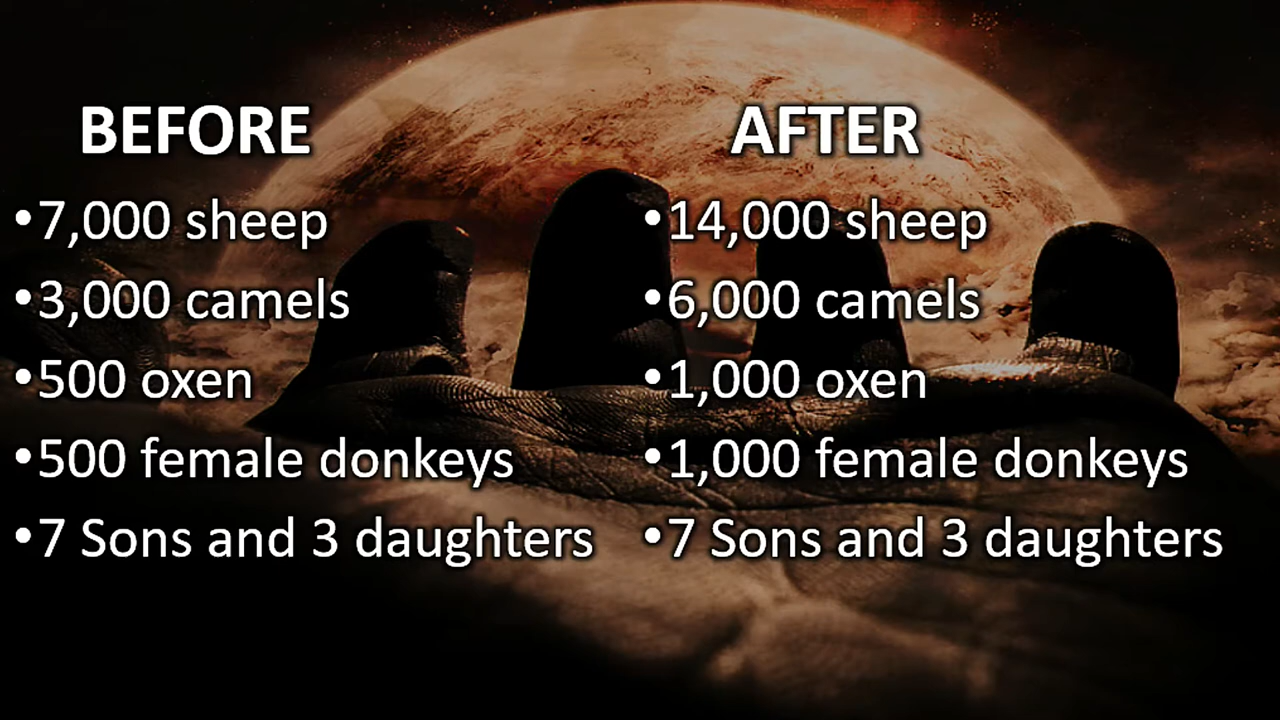 BEFORE
•7,000 sheep
•3,000 camels
•500 oxen
•500 female donkeys
•7 Sons and 3 daughters
AFTER
•14,000 sheep
•6,000 camels
•1,000 oxen
•1,000 female donkeys
•7 Sons and 3 daughters